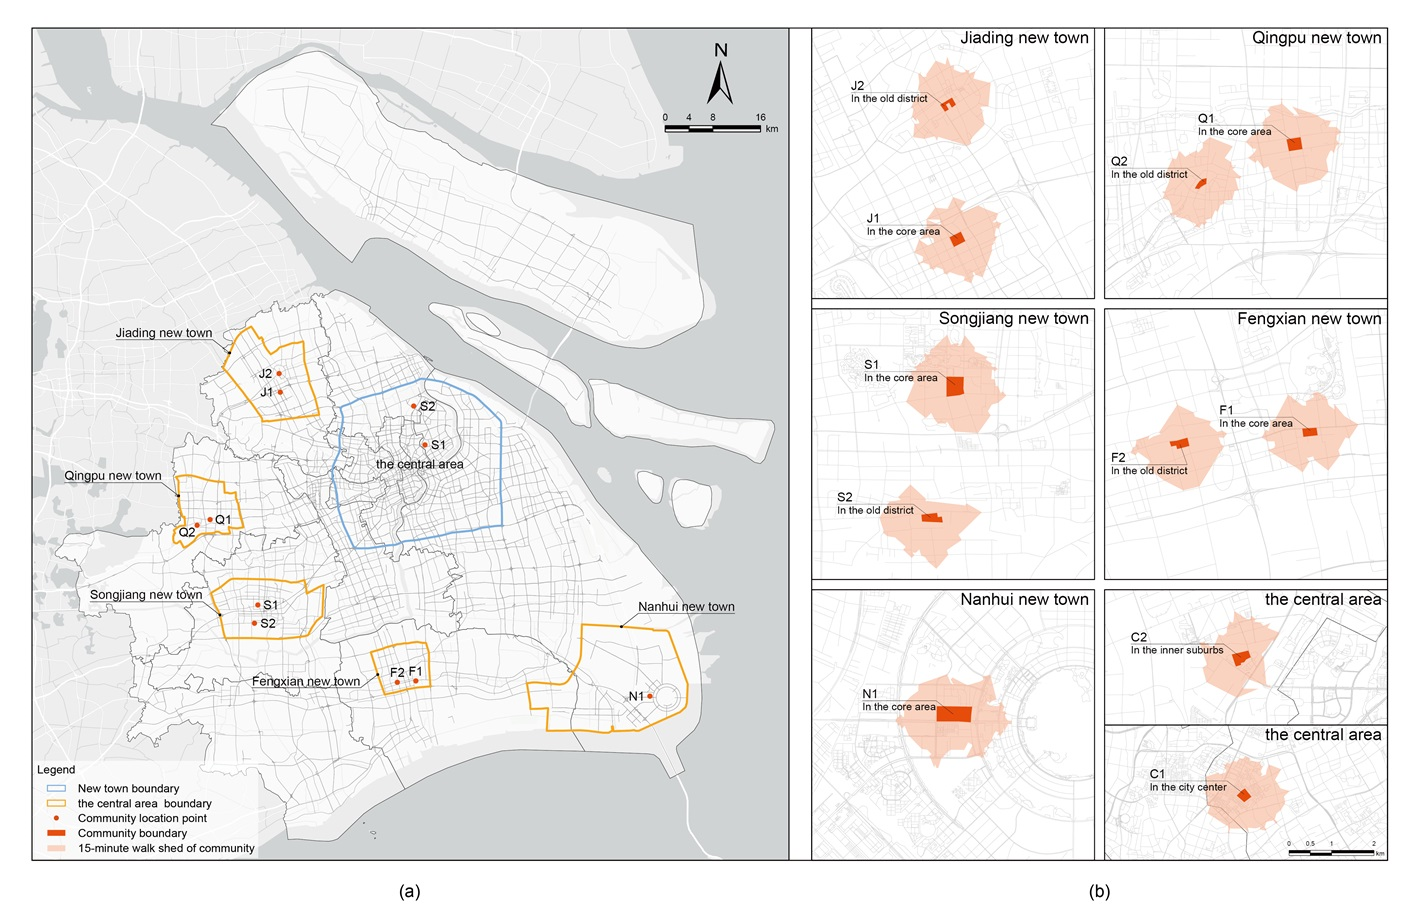 N
0 4 8 16
km
Jiading new town
J2
J1
S2
S1
the central area
Qingpu new town
Q1
Q2
Songjiang new town
S1
S2
Nanhui new town
Fengxian new town
F2 F1
N1
Legend
New town boundary
the central area boundary
Community location point
Community boundary
15-minute walk shed of community
(a)
Jiading new town
J2
In the old district
J1
In the core area
Qingpu new town
Q1
In the core area
Q2
In the old district
Songjiang new town
S1
In the core area
S2
In the old district
Fengxian new town
F1
In the core area
F2
In the old district
Nanhui new town
N1
In the core area
the central area
C2
In the inner suburbs
the central area
C1
In the city center
0 0.5 1 2
km
(b)